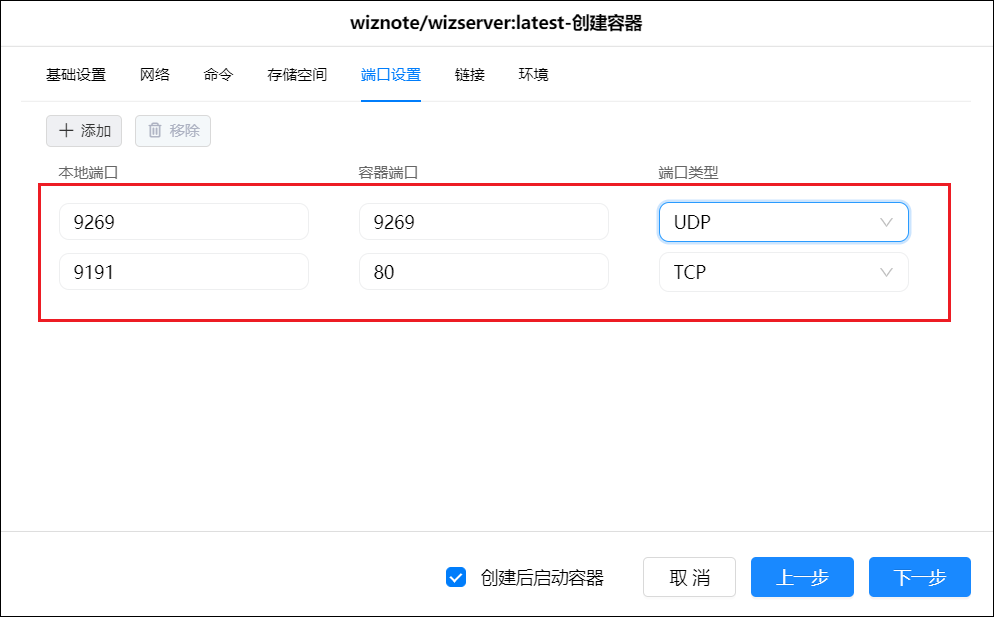 wiznote/wizserver:latest-创建容器
基础设置 网络 命令 存储空间 端口设置 链接 环境
添加 移除
本地端口 容器端口 端口类型
9269 9269 UDP
9191 80 TCP
创建后启动容器 取消 上一步 下一步